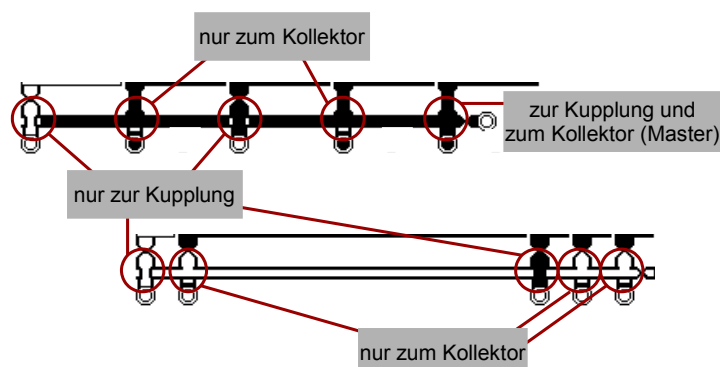 nur zum Kollektor
zur Kupplung und
zum Kollektor (Master)
nur zur Kupplung
nur zum Kollektor